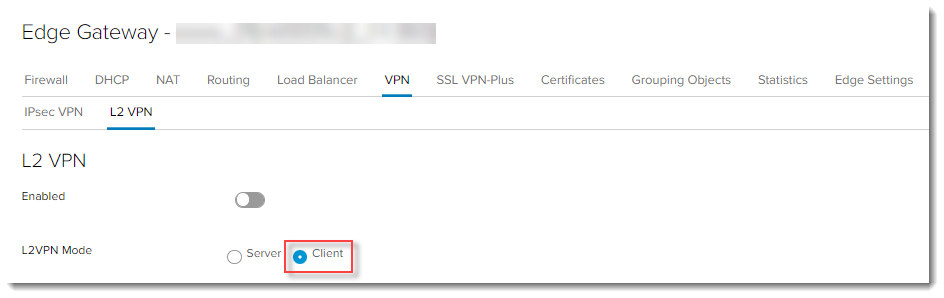 Edge Gateway -
Firewall DHCP NAT Routing Load Balancer VPN SSL VPN-Plus Certificates Grouping Objects Statistics Edge Settings
IPsec VPN L2 VPN
L2 VPN
Enabled
L2VPN Mode Server Client